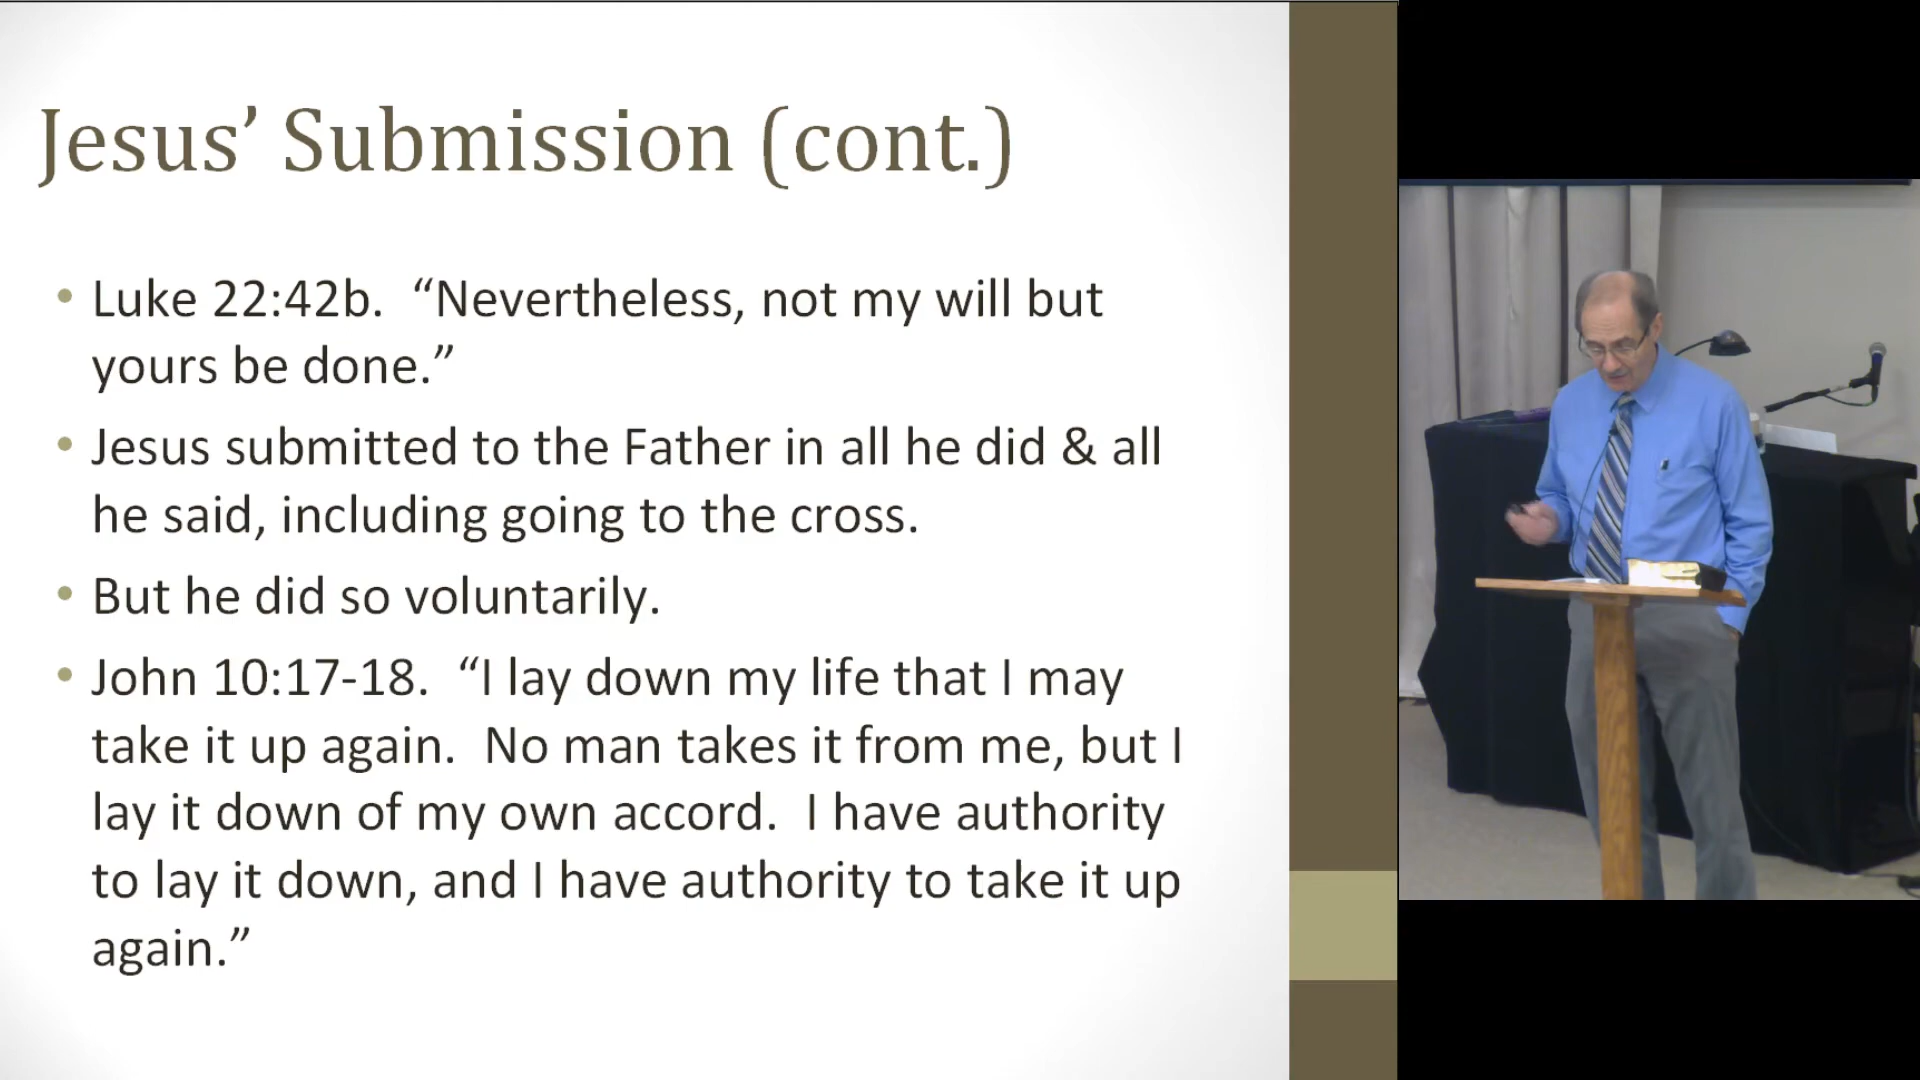 Jesus’ Submission (cont.)
• Luke 22:42b.  “Nevertheless, not my will but
yours be done.”
• Jesus submitted to the Father in all he did & all
he said, including going to the cross.
• But he did so voluntarily.
• John 10:17-18.  “I lay down my life that I may
take it up again.  No man takes it from me, but I
lay it down of my own accord.  I have authority
to lay it down, and I have authority to take it up
again.”